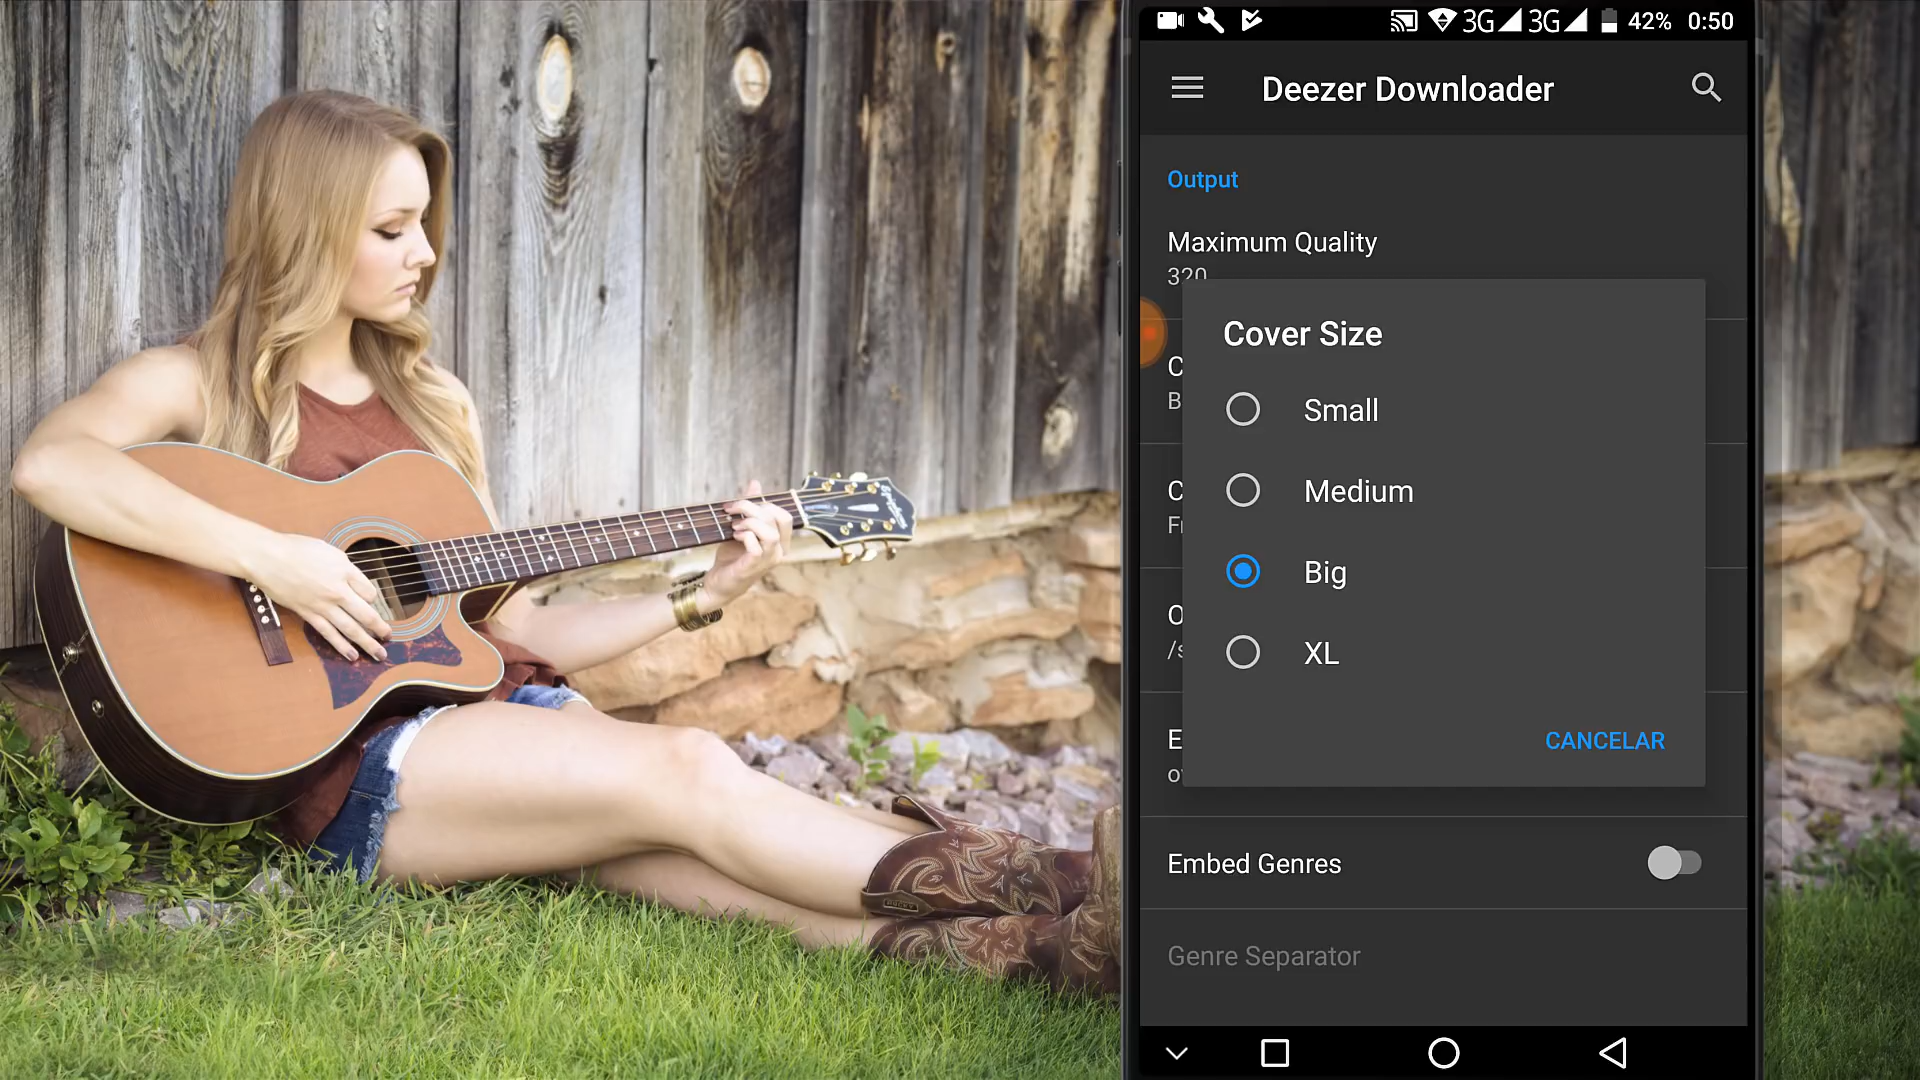 3G 3G 42% 0:50
Deezer Downloader
Output
Maximum Quality
320
Cover Size
C
B
Small
C
Medium
Fr
Big
O
/s
XL
E
CANCELAR
Embed Genres
Genre Separator